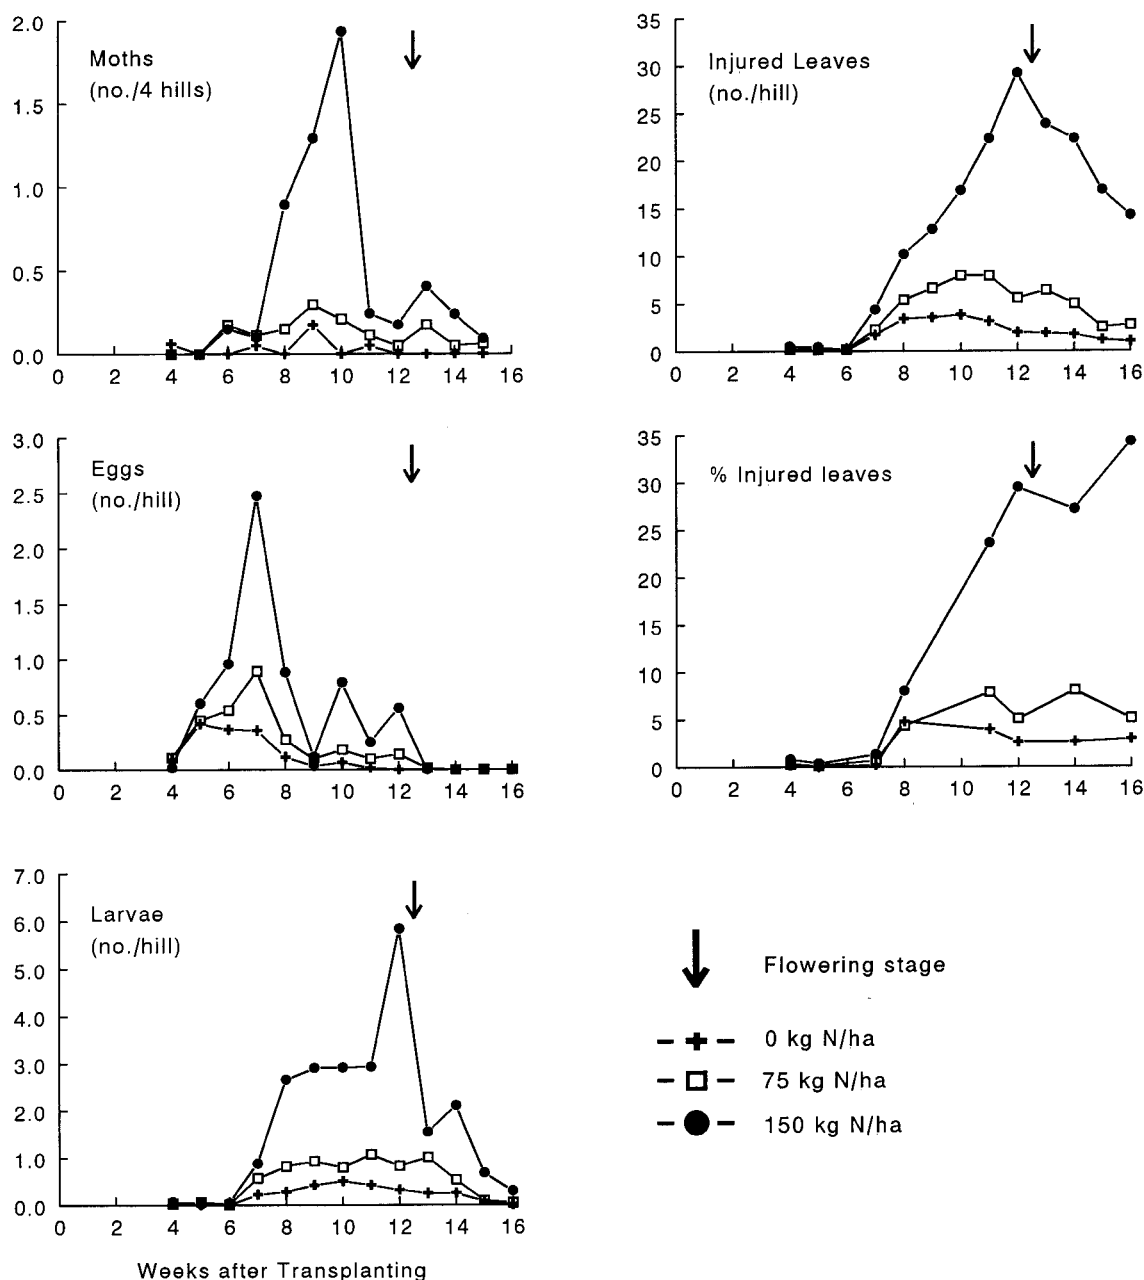 2.0
Moths
(no./4 hills)
1.5
1.0
0.5
0.0
0 2 4 6 8 10 12 14 16
35
Injured Leaves
(no./hill)
30
25
20
15
10
5
0
0 2 4 6 8 10 12 14 16
3.0
Eggs
(no./hill)
2.5
2.0
1.5
1.0
0.5
0.0
0 2 4 6 8 10 12 14 16
35
% Injured leaves
30
25
20
15
10
5
0
0 2 4 6 8 10 12 14 16
7.0
Larvae
(no./hill)
6.0
5.0
4.0
3.0
2.0
1.0
0.0
0 2 4 6 8 10 12 14 16
Weeks after Transplanting
Flowering stage
0 kg N/ha
75 kg N/ha
150 kg N/ha